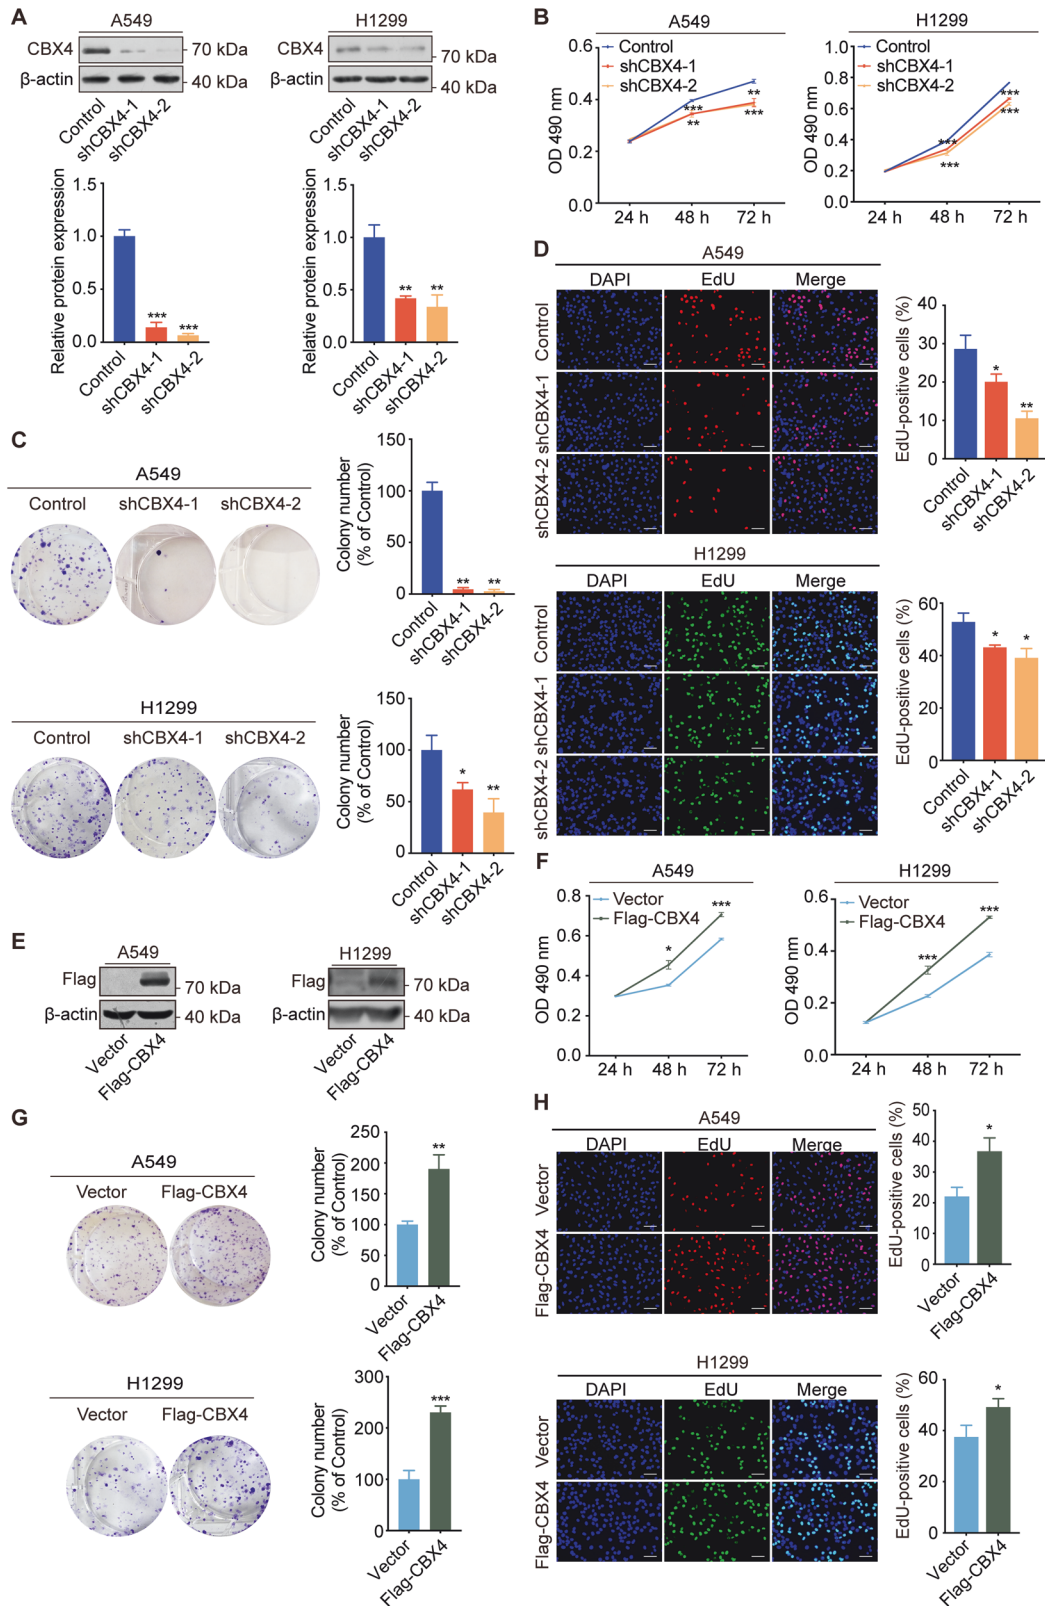 A
A549
CBX4
70 kDa
β-actin
40 kDa
Control
shCBX4-1
shCBX4-2
H1299
CBX4
70 kDa
β-actin
40 kDa
Control
shCBX4-1
shCBX4-2
Relative protein expression
1.5
1.0
0.5
0.0
***
***
Control
shCBX4-1
shCBX4-2
Relative protein expression
1.5
1.0
0.5
0.0
**
**
Control
shCBX4-1
shCBX4-2
B
A549
OD 490 nm
0.6
0.4
0.2
0.0
Control
shCBX4-1
shCBX4-2
***
**
**
***
24 h 48 h 72 h
H1299
OD 490 nm
1.0
0.8
0.6
0.4
0.2
0.0
Control
shCBX4-1
shCBX4-2
***
***
***
***
24 h 48 h 72 h
C
A549
Control shCBX4-1 shCBX4-2
Colony number
(% of Control)
150
100
50
0
**
**
Control
shCBX4-1
shCBX4-2
H1299
Control shCBX4-1 shCBX4-2
Colony number
(% of Control)
150
100
50
0
*
**
Control
shCBX4-1
shCBX4-2
D
A549
DAPI EdU Merge
Control
shCBX4-1
shCBX4-2
EdU-positive cells (%)
40
30
20
10
0
*
**
Control
shCBX4-1
shCBX4-2
H1299
DAPI EdU Merge
Control
shCBX4-1
shCBX4-2
EdU-positive cells (%)
60
40
20
0
*
*
Control
shCBX4-1
shCBX4-2
E
A549
Flag
70 kDa
β-actin
40 kDa
Vector
Flag-CBX4
H1299
Flag
70 kDa
β-actin
40 kDa
Vector
Flag-CBX4
F
A549
OD 490 nm
0.8
0.6
0.4
0.2
0.0
Vector
Flag-CBX4
*
***
24 h 48 h 72 h
H1299
OD 490 nm
0.6
0.4
0.2
0.0
Vector
Flag-CBX4
***
***
24 h 48 h 72 h
G
A549
Vector Flag-CBX4
Colony number
(% of Control)
250
200
150
100
50
0
**
Vector
Flag-CBX4
H1299
Vector Flag-CBX4
Colony number
(% of Control)
300
200
100
0
***
Vector
Flag-CBX4
H
A549
DAPI EdU Merge
Vector
Flag-CBX4
EdU-positive cells (%)
50
40
30
20
10
0
*
Vector
Flag-CBX4
H1299
DAPI EdU Merge
Vector
Flag-CBX4
EdU-positive cells (%)
60
40
20
0
*
Vector
Flag-CBX4